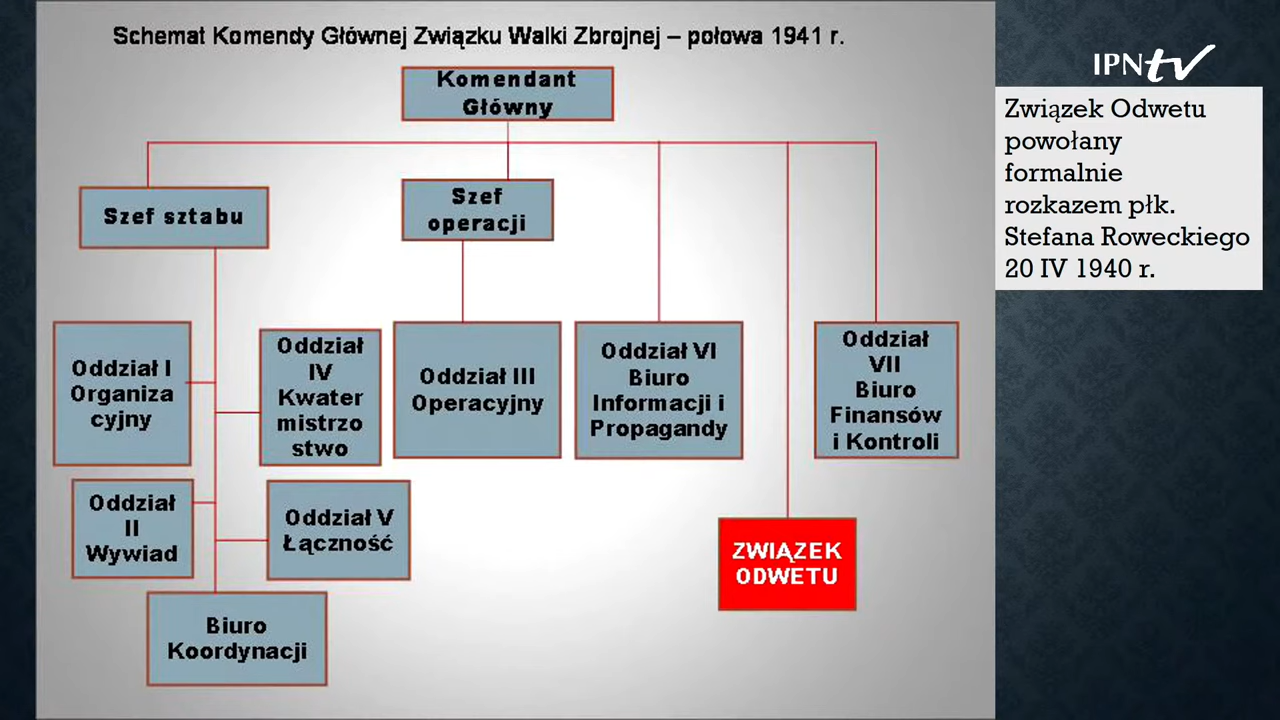 Schemat Komendy Głównej Związku Walki Zbrojnej – połowa 1941 r.
IPNtv
Komendant
Główny
Związek Odwetu
powołany
formalnie
rozkazem płk.
Stefana Roweckiego
20 IV 1940 r.
Szef sztabu
Szef
operacji
Oddział I
Organiza
cyjny
Oddział
IV
Kwater
mistrzo
stwo
Oddział III
Operacyjny
Oddział VI
Biuro
Informacji i
Propagandy
Oddział
VII
Biuro
Finansów
i Kontroli
Oddział
II
Wywiad
Oddział V
Łączność
ZWIĄZEK
ODWETU
Biuro
Koordynacji